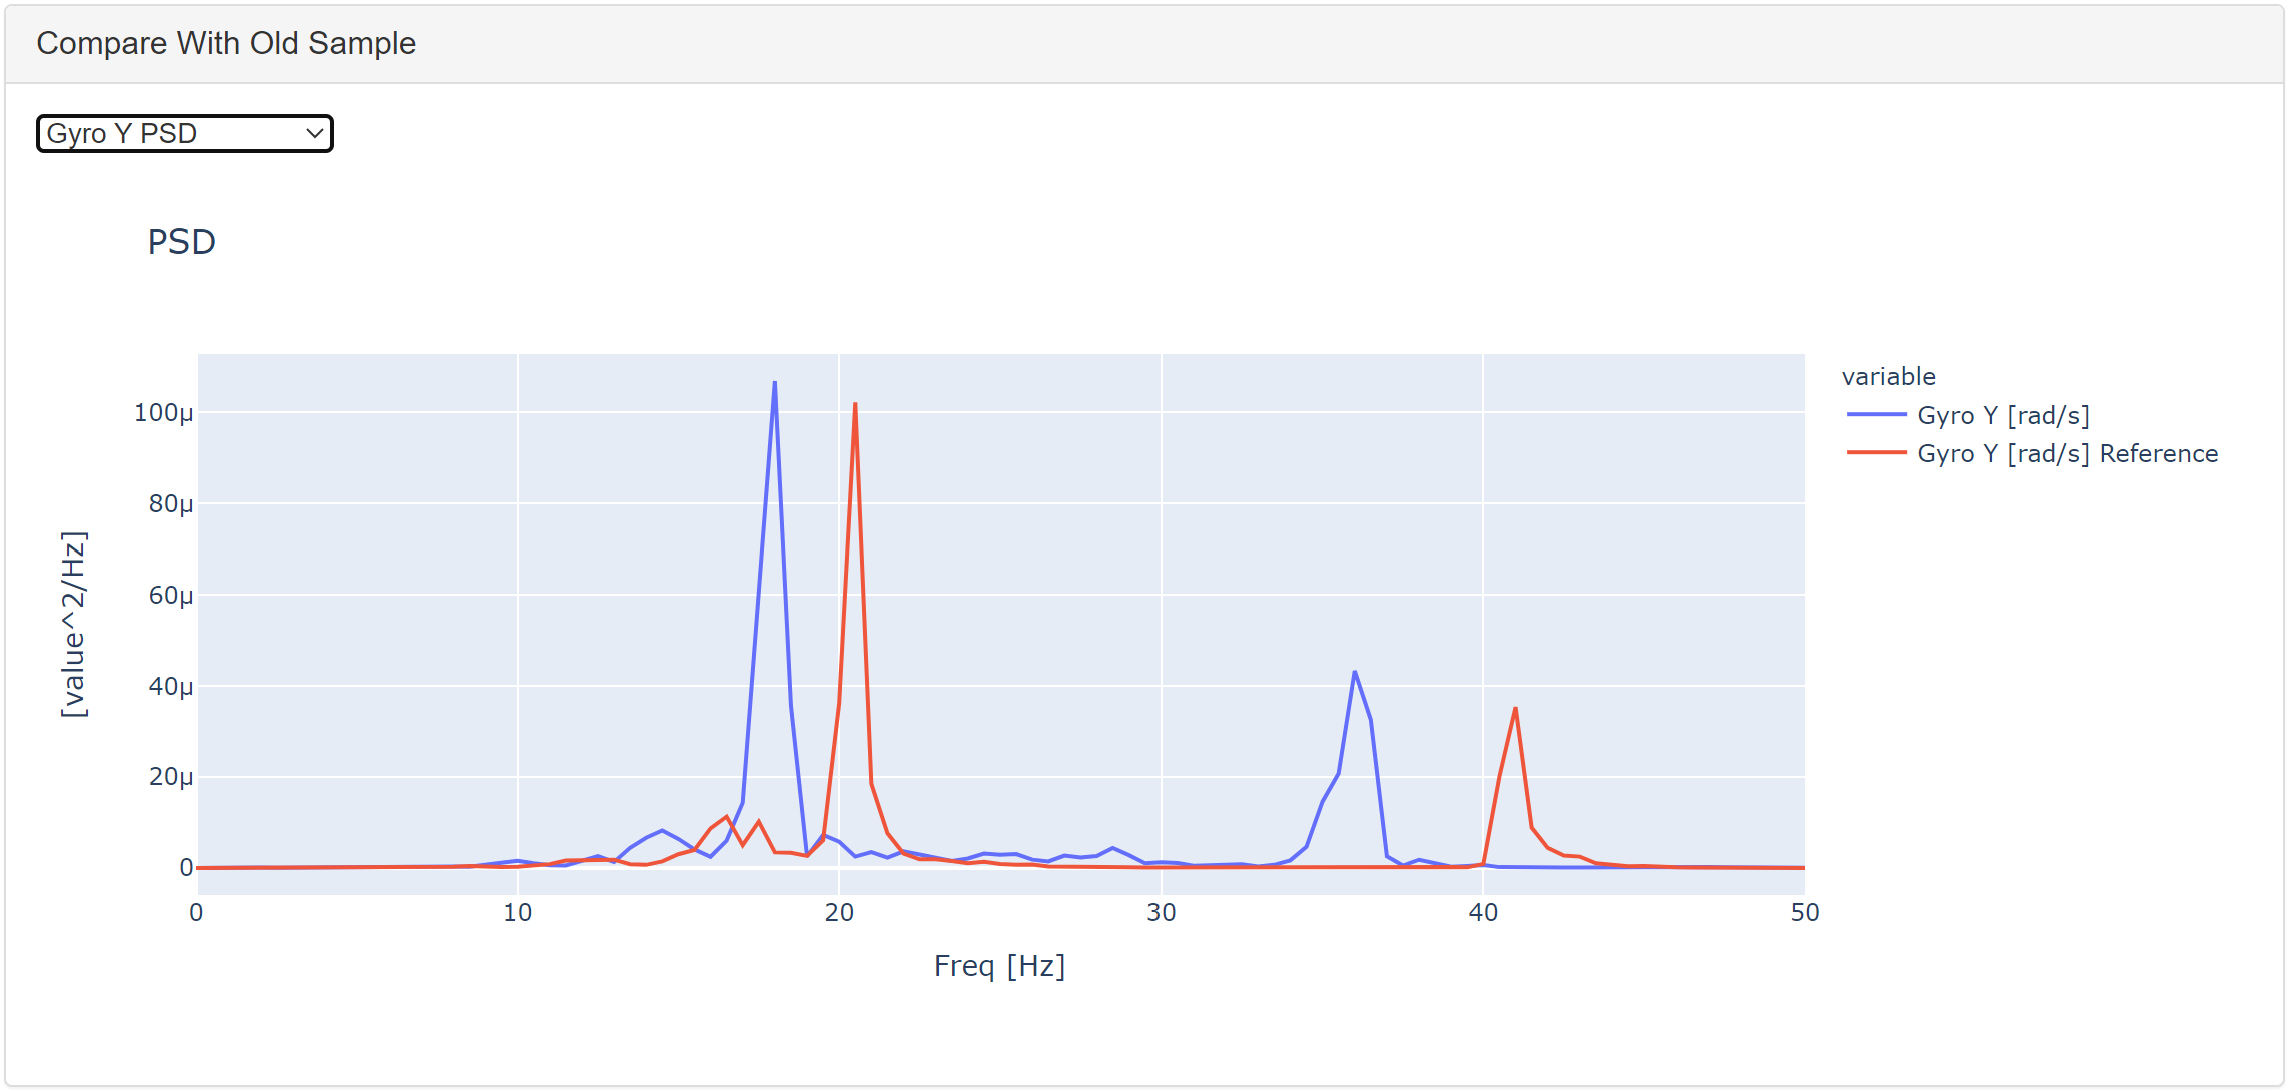 Compare With Old Sample
Gyro Y PSD
PSD
variable
Gyro Y [rad/s]
Gyro Y [rad/s] Reference
100μ
80μ
60μ
40μ
20μ
0
[value^2/Hz]
0 10 20 30 40 50
Freq [Hz]